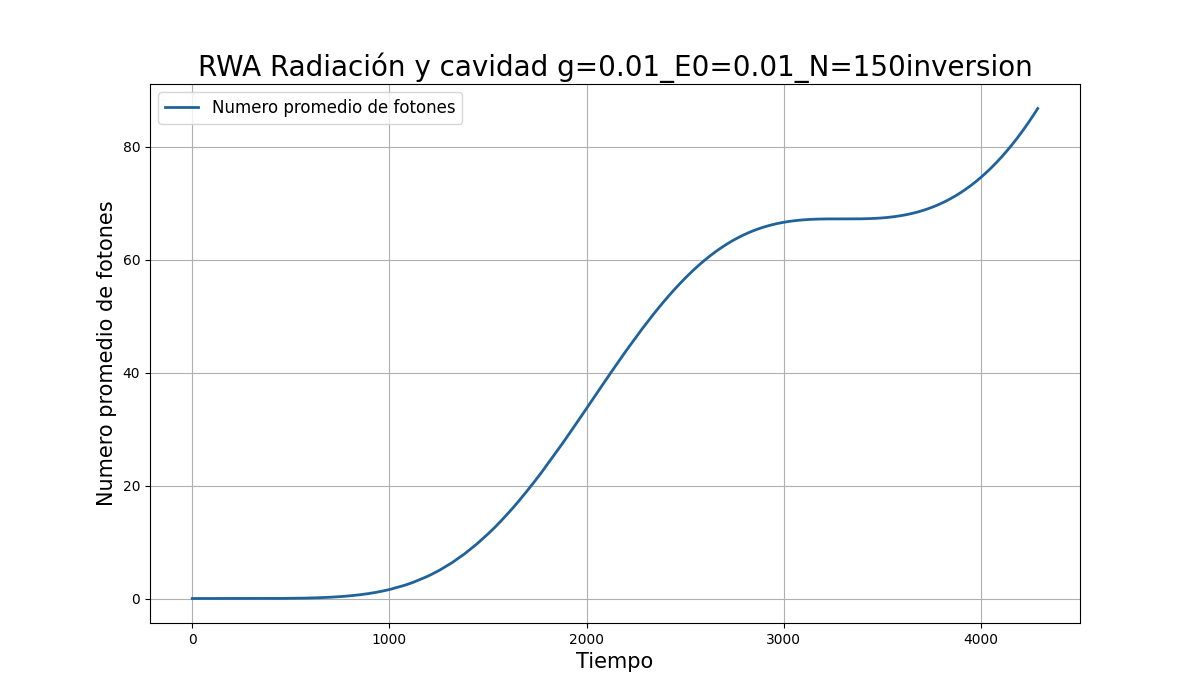 RWA Radiación y cavidad g=0.01_E0=0.01_N=150inversion
Numero promedio de fotones
Numero promedio de fotones
80
60
40
20
0
0 1000 2000 3000 4000
Tiempo